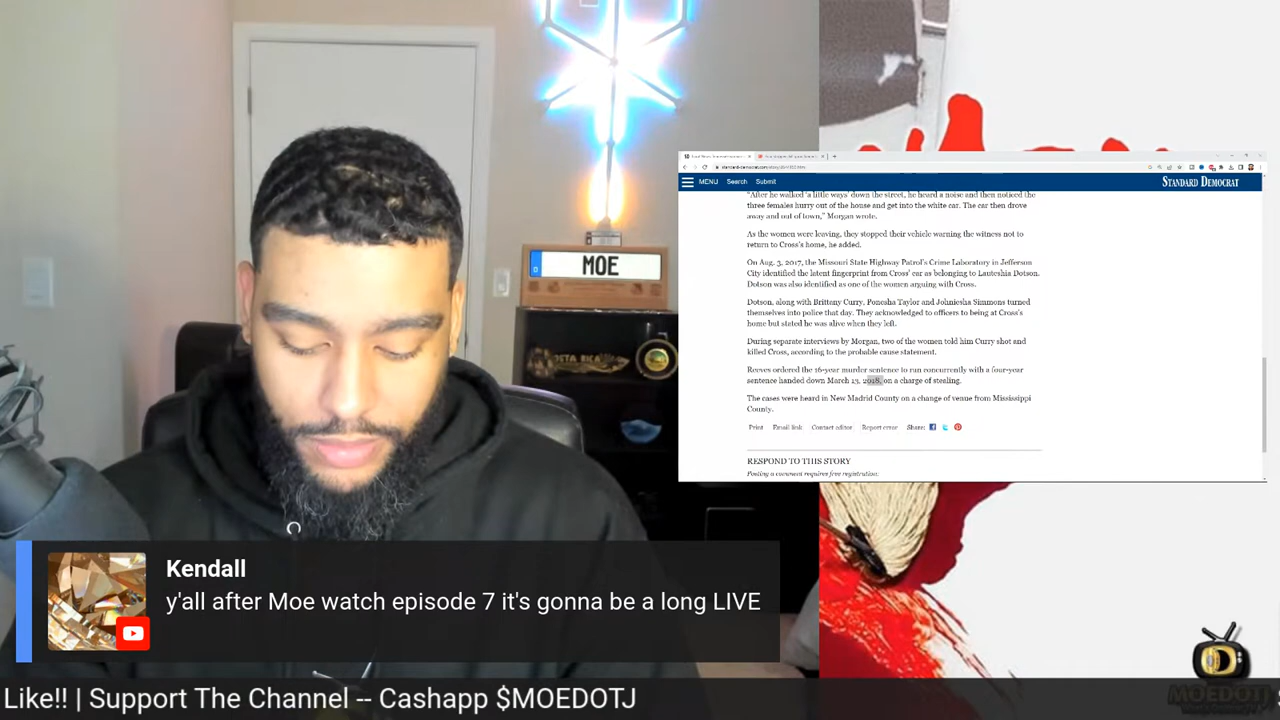 MOE
MENU Search Submit
STANDARD DEMOCRAT
"After he walked 'a little ways' down the street, he heard a noise and then noticed the
three females hurry out of the house and get into the white car. The car then drove
away and out of town," Morgan wrote.
As the women were leaving, they stopped their vehicle warning the witness not to
return to Cross's home, he added.
On Aug. 3, 2017, the Missouri State Highway Patrol's Crime Laboratory in Jefferson
City identified the latent fingerprint from Cross' car as belonging to Lauteshia Dotson.
Dotson was also identified as one of the women arguing with Cross.
Dotson, along with Brittany Curry, Ponesha Taylor and Johniesha Simmons turned
themselves into police that day. They acknowledged to officers to being at Cross's
home but stated he was alive when they left.
During separate interviews by Morgan, two of the women told him Curry shot and
killed Cross, according to the probable cause statement.
Reeves ordered the 16-year murder sentence to run concurrently with a four-year
sentence handed down March 13, 2018, on a charge of stealing.
The cases were heard in New Madrid County on a change of venue from Mississippi
County.
Print Email link Contact editor Report error Share:
RESPOND TO THIS STORY
Posting a comment requires free registration:
COSTA RICA
Kendall
y'all after Moe watch episode 7 it's gonna be a long LIVE
Like!! | Support The Channel -- Cashapp $MOEDOTJ
MOEDOTJ